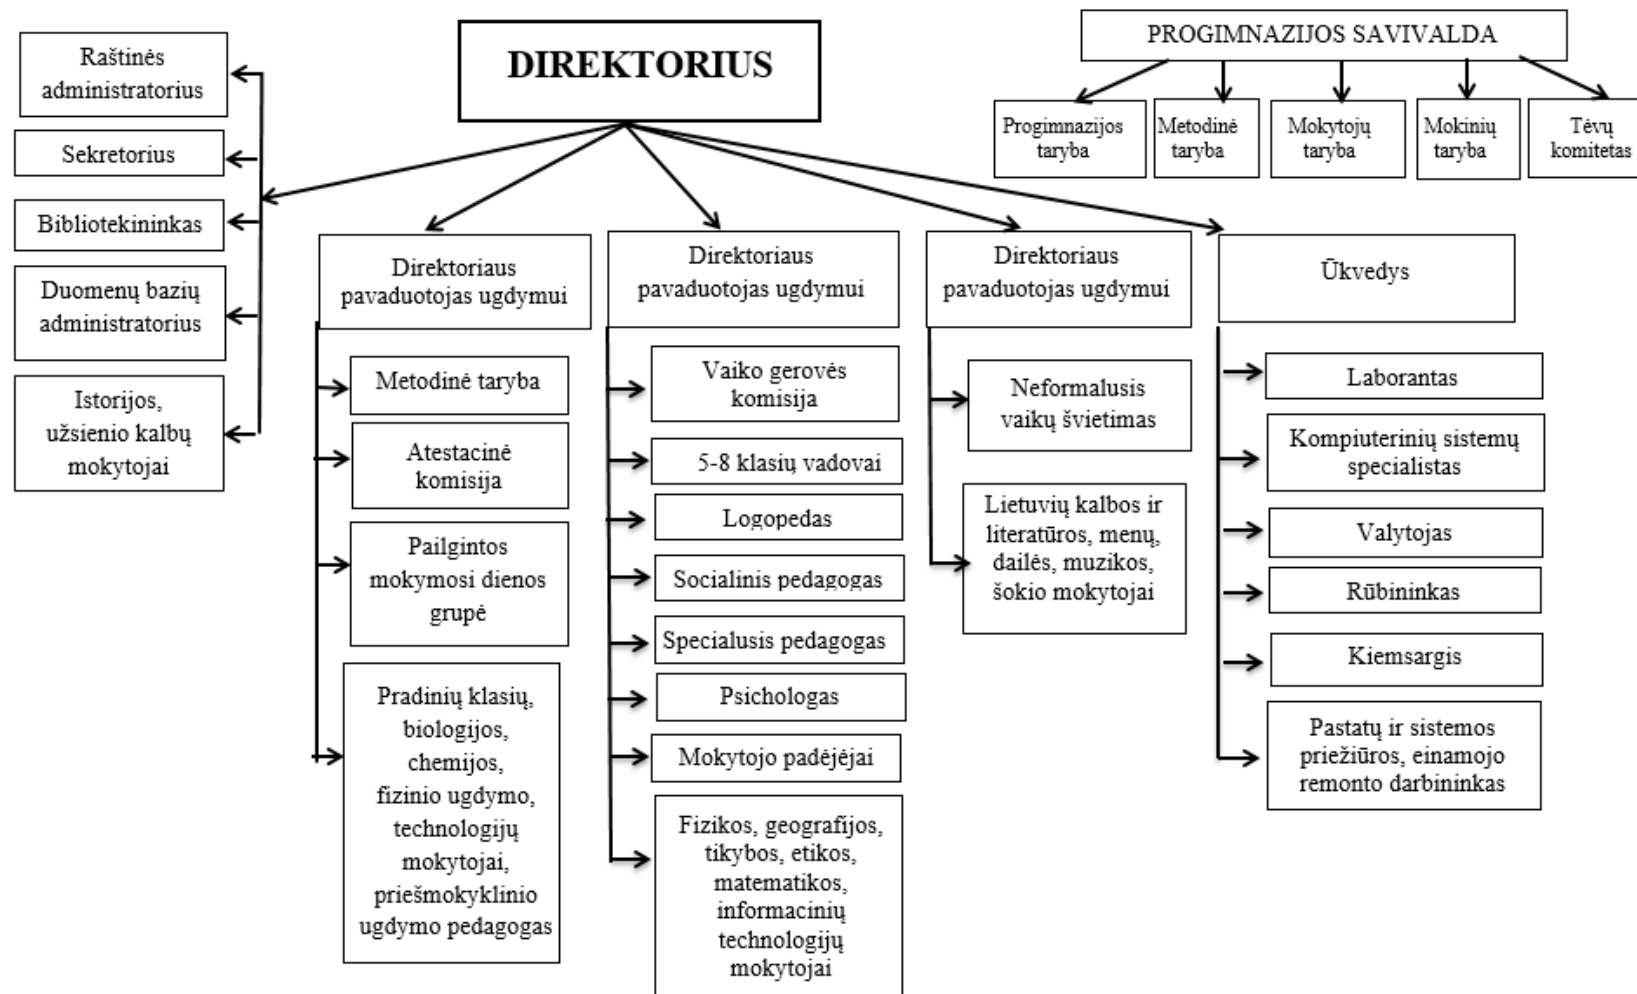 DIREKTORIUS
PROGIMNAZIJOS SAVIVALDA
Progimnazijos
taryba
Metodinė
taryba
Mokytojų
taryba
Mokinių
taryba
Tėvų
komitetas
Raštinės
administratorius
Sekretorius
Bibliotekininkas
Duomenų bazių
administratorius
Istorijos,
užsienio kalbų
mokytojai
Direktoriaus
pavaduotojas ugdymui
Metodinė taryba
Atestacinė
komisija
Pailgintos
mokymosi dienos
grupė
Pradinių klasių,
biologijos,
chemijos,
fizinio ugdymo,
technologijų
mokytojai,
priešmokyklinio
ugdymo pedagogas
Direktoriaus
pavaduotojas ugdymui
Vaiko gerovės
komisija
5-8 klasių vadovai
Logopedas
Socialinis pedagogas
Specialusis pedagogas
Psichologas
Mokytojo padėjėjai
Fizikos, geografijos,
tikybos, etikos,
matematikos,
informacinių
technologijų
mokytojai
Direktoriaus
pavaduotojas ugdymui
Neformalusis
vaikų švietimas
Lietuvių kalbos ir
literatūros, menų,
dailės, muzikos,
šokio mokytojai
Ūkvedys
Laborantas
Kompiuterinių sistemų
specialistas
Valytojas
Rūbininkas
Kiemsargis
Pastatų ir sistemos
priežiūros, einamojo
remonto darbininkas